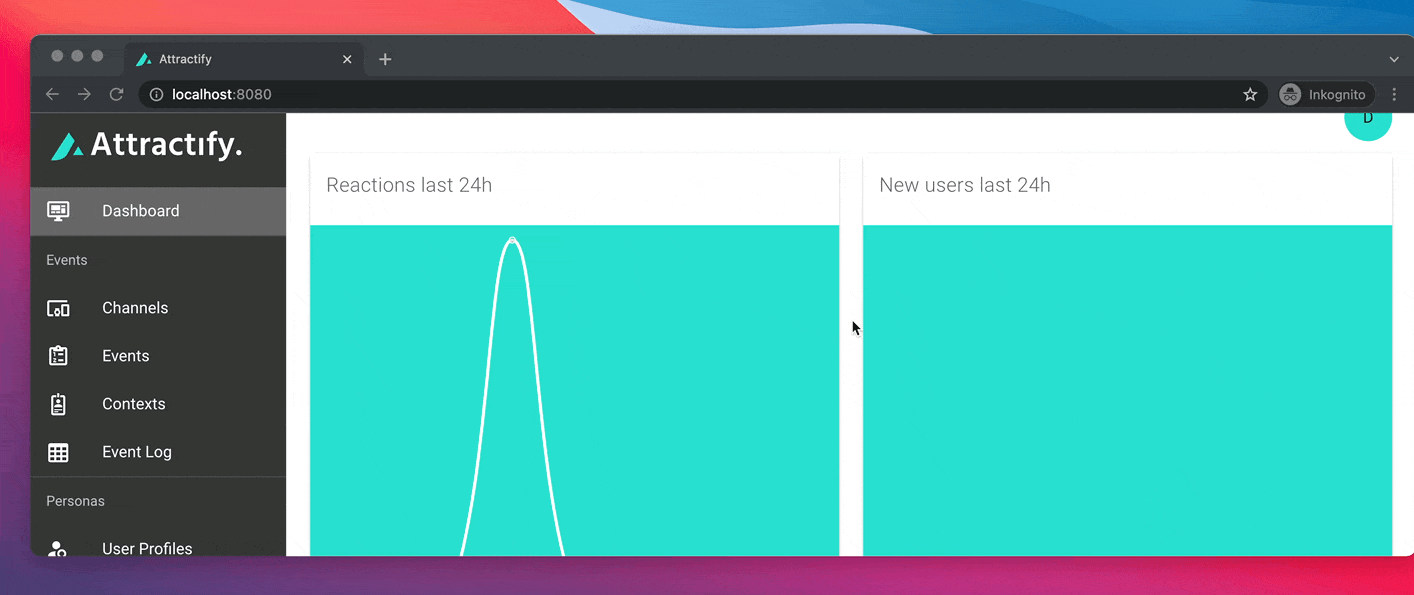 Attractify
localhost:8080
Inkognito
Attractify.
D
Dashboard
Reactions last 24h
New users last 24h
Events
Channels
Events
Contexts
Event Log
Personas
User Profiles